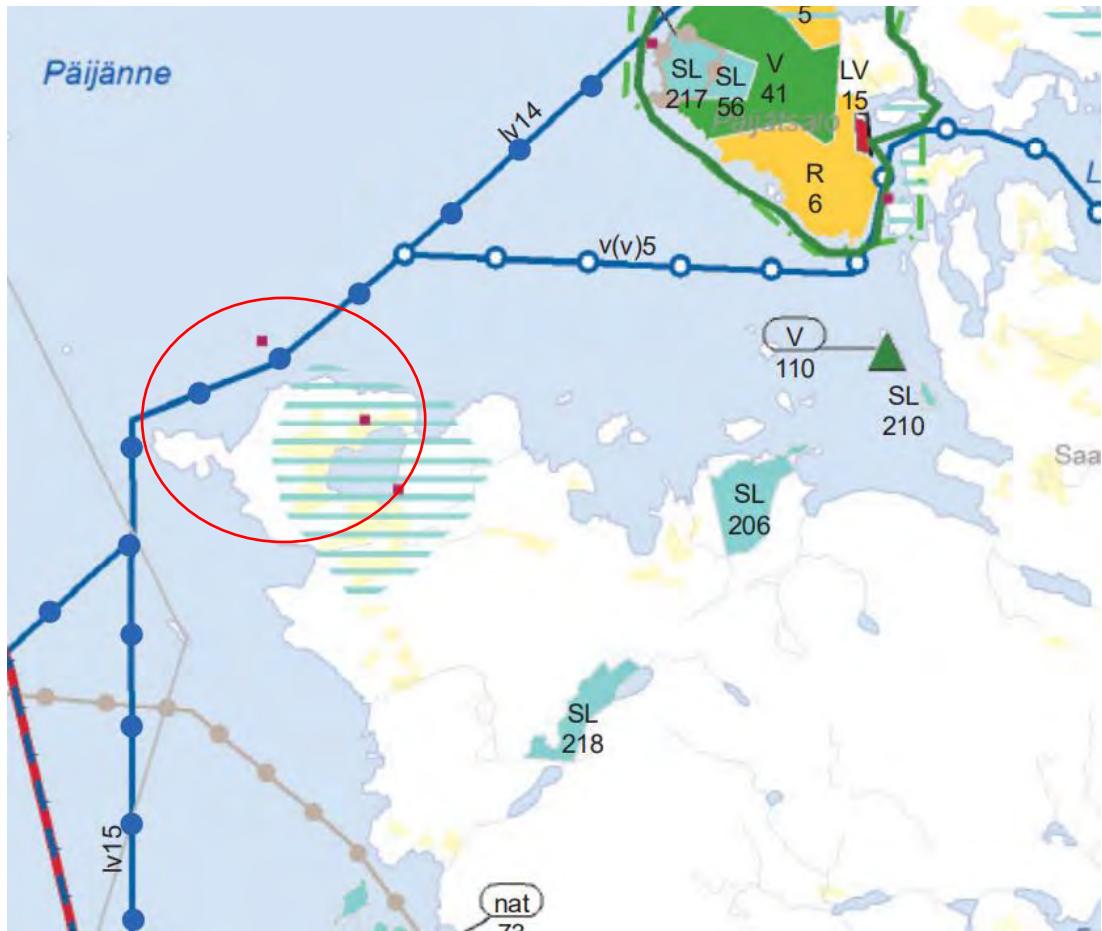 5
Päijänne
SL
217
SL
56
V
41
LV
15
Päijätsalo
lv14
R
6
L
v(v)5
V
110
SL
210
Saa
SL
206
SL
218
lv15
nat
73